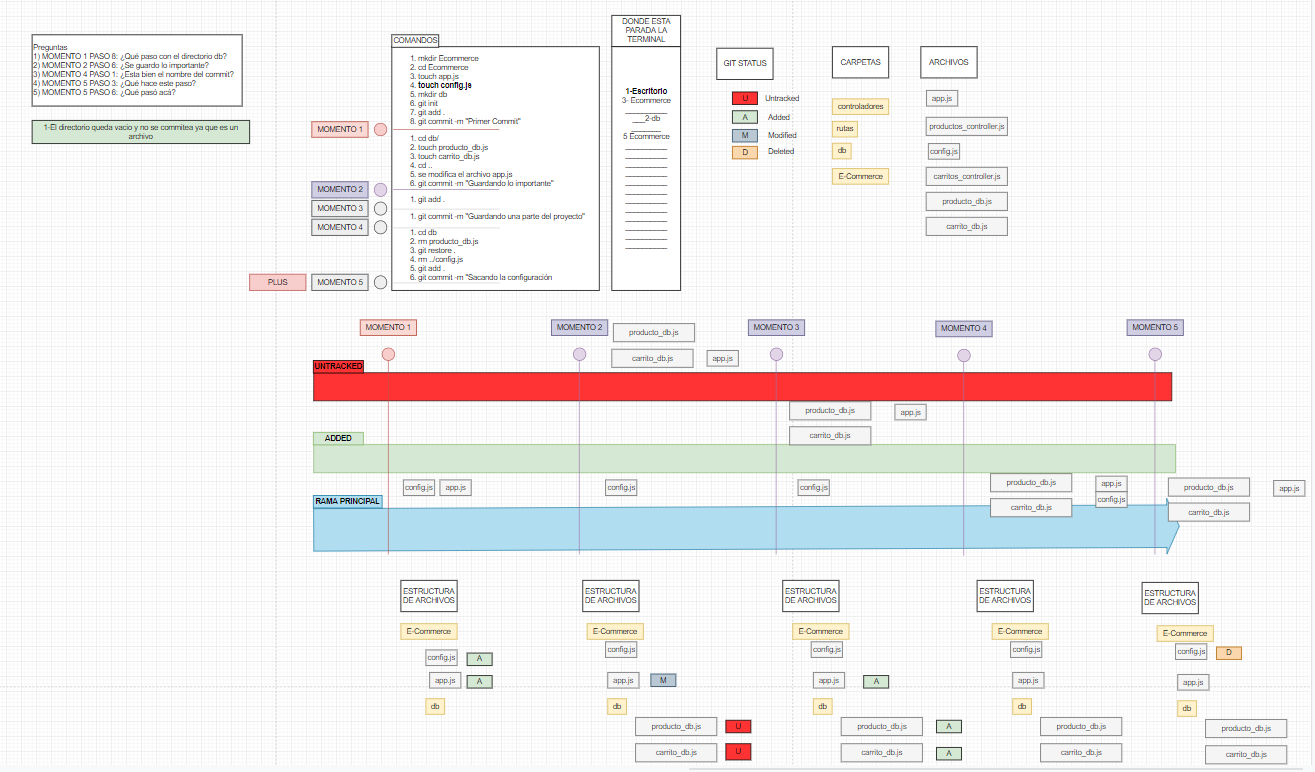 Preguntas
1) MOMENTO 1 PASO 8: ¿Qué paso con el directorio db?
2) MOMENTO 2 PASO 6: ¿Se guardo lo importante?
3) MOMENTO 4 PASO 1: ¿Esta bien el nombre del commit?
4) MOMENTO 5 PASO 3: ¿Qué hace este paso?
5) MOMENTO 5 PASO 6: ¿Qué pasó acá?
1-El directorio queda vacio y no se commitea ya que es un
archivo
COMANDOS
1. mkdir Ecommerce
2. cd Ecommerce
3. touch app.js
4. touch config.js
5. mkdir db
6. git init
7. git add .
8. git commit -m "Primer Commit"
MOMENTO 1
1. cd db/
2. touch producto_db.js
3. touch carrito_db.js
4. cd ..
5. se modifica el archivo app.js
6. git commit -m "Guardando lo importante"
MOMENTO 2
1. git add .
MOMENTO 3
1. git commit -m "Guardando una parte del proyecto"
MOMENTO 4
1. cd db
2. rm producto_db.js
3. git restore .
4. rm ../config.js
5. git add .
6. git commit -m "Sacando la configuración
PLUS
MOMENTO 5
DONDE ESTA
PARADA LA
TERMINAL
1-Escritorio
3- Ecommerce
___2-db
5 Ecommerce
GIT STATUS
U Untracked
A Added
M Modified
D Deleted
CARPETAS
controladores
rutas
db
E-Commerce
ARCHIVOS
app.js
productos_controller.js
config.js
carritos_controller.js
producto_db.js
carrito_db.js
MOMENTO 1
MOMENTO 2
producto_db.js
MOMENTO 3
MOMENTO 4
MOMENTO 5
carrito_db.js
app.js
UNTRACKED
producto_db.js
app.js
carrito_db.js
ADDED
config.js
app.js
config.js
config.js
producto_db.js
app.js
producto_db.js
app.js
RAMA PRINCIPAL
carrito_db.js
config.js
carrito_db.js
ESTRUCTURA
DE ARCHIVOS
E-Commerce
config.js A
app.js A
db
ESTRUCTURA
DE ARCHIVOS
E-Commerce
config.js
app.js M
db
producto_db.js U
carrito_db.js U
ESTRUCTURA
DE ARCHIVOS
E-Commerce
config.js
app.js A
db
producto_db.js A
carrito_db.js A
ESTRUCTURA
DE ARCHIVOS
E-Commerce
config.js
app.js
db
producto_db.js
carrito_db.js
ESTRUCTURA
DE ARCHIVOS
E-Commerce
config.js D
app.js
db
producto_db.js
carrito_db.js